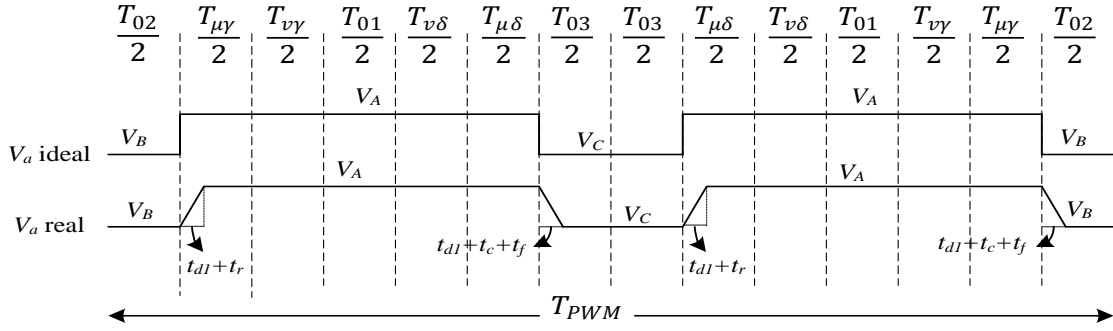 T02/2 Tμγ/2 Tνγ/2 T01/2 Tνδ/2 Tμδ/2 T03/2 T03/2 Tμδ/2 Tνδ/2 T01/2 Tνγ/2 Tμγ/2 T02/2
VA VA
Va ideal VB VC VB
VA VA
Va real VB VC VB
td1+tr td1+tc+tf td1+tr td1+tc+tf
TPWM